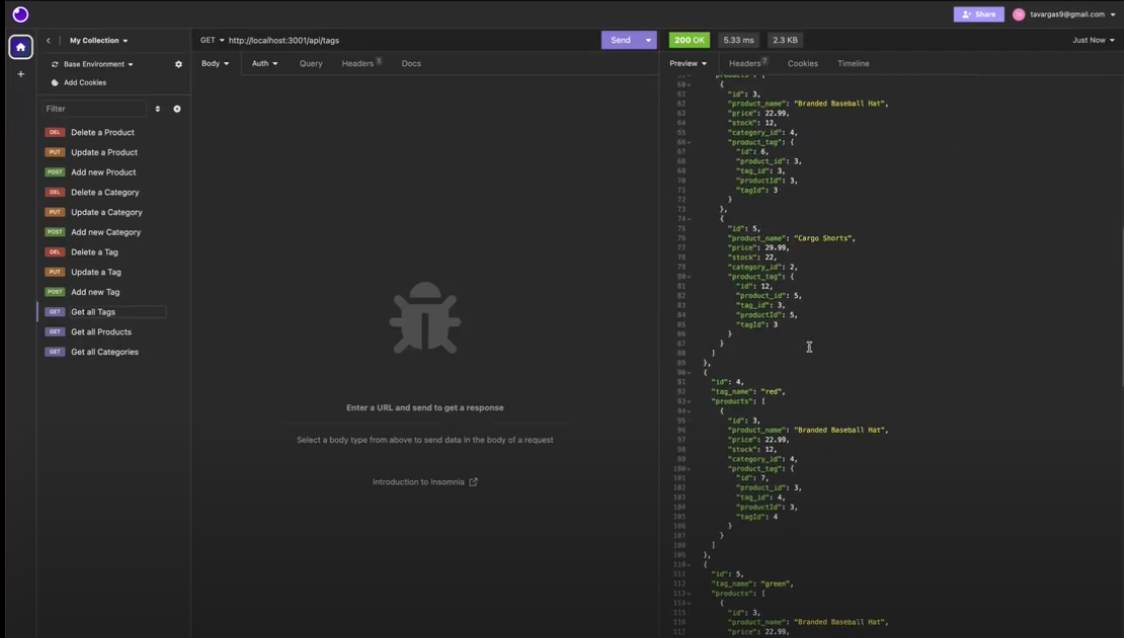 Share
tavargas9@gmail.com
My Collection
GET http://localhost:3001/api/tags
Send
200 OK
5.33 ms
2.3 KB
Just Now
Base Environment
Add Cookies
Body
Auth
Query
Headers 1
Docs
Preview
Headers 7
Cookies
Timeline
Filter
DEL Delete a Product
PUT Update a Product
POST Add new Product
DEL Delete a Category
PUT Update a Category
POST Add new Category
DEL Delete a Tag
PUT Update a Tag
POST Add new Tag
GET Get all Tags
GET Get all Products
GET Get all Categories
Enter a URL and send to get a response
Select a body type from above to send data in the body of a request
Introduction to Insomnia
60 {
61 "id": 3,
62 "product_name": "Branded Baseball Hat",
63 "price": 22.99,
64 "stock": 12,
65 "category_id": 4,
66 "product_tag": {
67 "id": 6,
68 "product_id": 3,
69 "tag_id": 3,
70 "productId": 3,
71 "tagId": 3
72 }
73 },
74 {
75 "id": 5,
76 "product_name": "Cargo Shorts",
77 "price": 29.99,
78 "stock": 22,
79 "category_id": 2,
80 "product_tag": {
81 "id": 12,
82 "product_id": 5,
83 "tag_id": 3,
84 "productId": 5,
85 "tagId": 3
86 }
87 }
88 ]
89 },
90 {
91 "id": 4,
92 "tag_name": "red",
93 "products": [
94 {
95 "id": 3,
96 "product_name": "Branded Baseball Hat",
97 "price": 22.99,
98 "stock": 12,
99 "category_id": 4,
100 "product_tag": {
101 "id": 7,
102 "product_id": 3,
103 "tag_id": 4,
104 "productId": 3,
105 "tagId": 4
106 }
107 }
108 ]
109 },
110 {
111 "id": 5,
112 "tag_name": "green",
113 "products": [
114 {
115 "id": 3,
116 "product_name": "Branded Baseball Hat",
117 "price": 22.99,